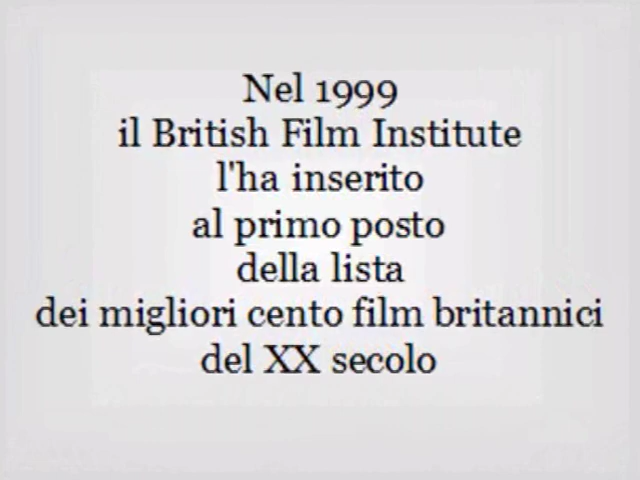 Nel 1999
il British Film Institute
l'ha inserito
al primo posto
della lista
dei migliori cento film britannici
del XX secolo